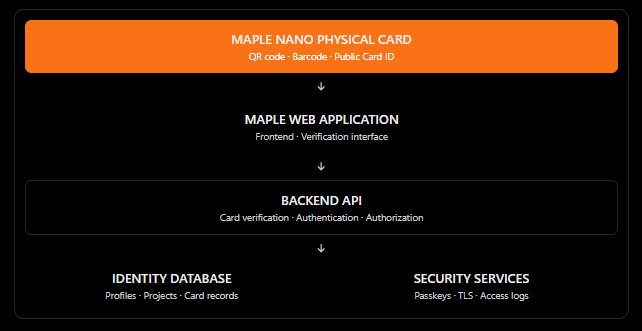 MAPLE NANO PHYSICAL CARD
QR code · Barcode · Public Card ID
↓
MAPLE WEB APPLICATION
Frontend · Verification interface
↓
BACKEND API
Card verification · Authentication · Authorization
↓
IDENTITY DATABASE
Profiles · Projects · Card records
SECURITY SERVICES
Passkeys · TLS · Access logs